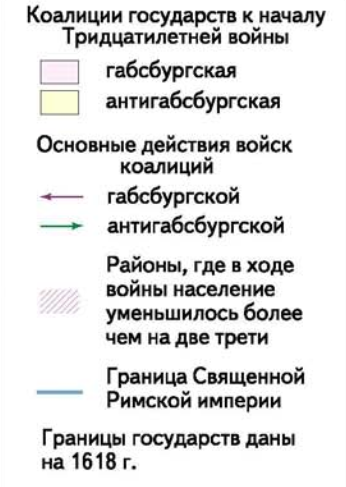 Коалиции государств к началу
Тридцатилетней войны
габсбургская
антигабсбургская
Основные действия войск
коалиций
габсбургской
антигабсбургской
Районы, где в ходе
войны население
уменьшилось более
чем на две трети
Граница Священной
Римской империи
Границы государств даны
на 1618 г.